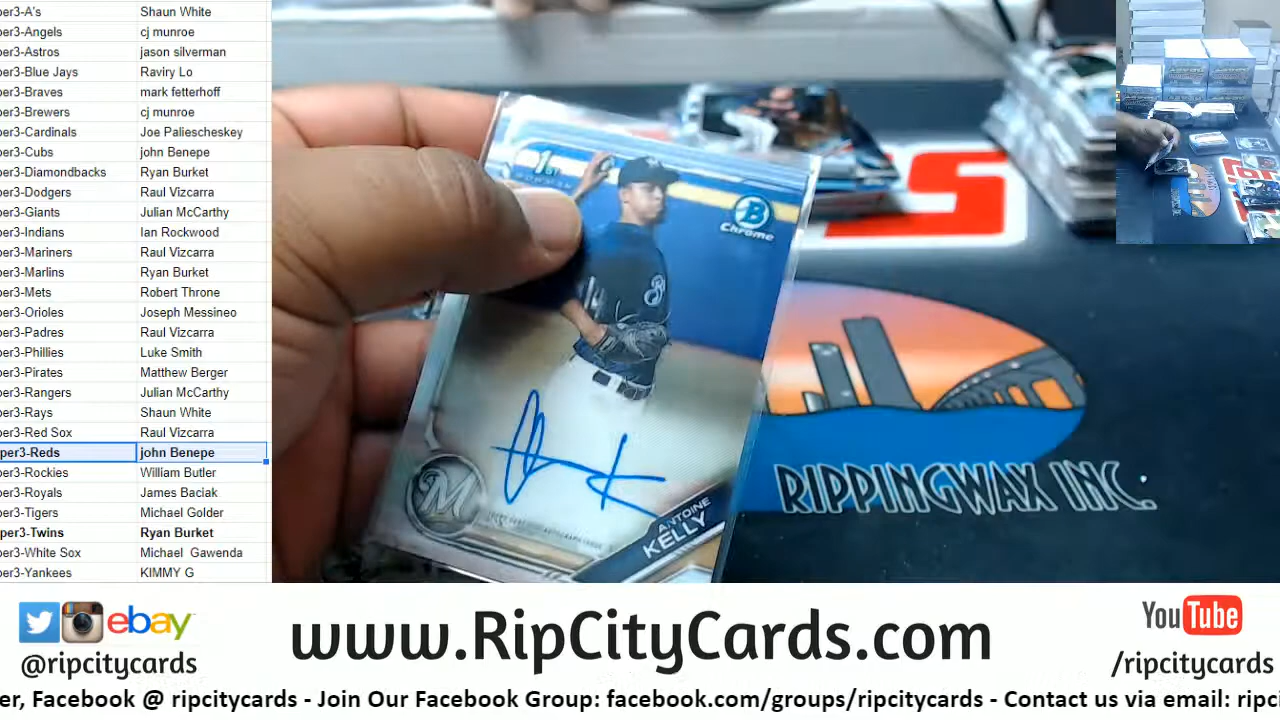 per3-A's Shaun White
per3-Angels cj munroe
per3-Astros jason silverman
per3-Blue Jays Raviry Lo
per3-Braves mark fetterhoff
per3-Brewers cj munroe
per3-Cardinals Joe Paliescheskey
per3-Cubs john Benepe
per3-Diamondbacks Ryan Burket
per3-Dodgers Raul Vizcarra
per3-Giants Julian McCarthy
per3-Indians Ian Rockwood
per3-Mariners Raul Vizcarra
per3-Marlins Ryan Burket
per3-Mets Robert Throne
per3-Orioles Joseph Messineo
per3-Padres Raul Vizcarra
per3-Phillies Luke Smith
per3-Pirates Matthew Berger
per3-Rangers Julian McCarthy
per3-Rays Shaun White
per3-Red Sox Raul Vizcarra
per3-Reds john Benepe
per3-Rockies William Butler
per3-Royals James Baciak
per3-Tigers Michael Golder
per3-Twins Ryan Burket
per3-White Sox Michael Gawenda
per3-Yankees KIMMY G
1ST
BOWMAN
B
Chrome
M
ANTOINE
KELLY
S
RIPPINGWAX INC.
ebay
@ripcitycards
www.RipCityCards.com
YouTube
/ripcitycards
er, Facebook @ ripcitycards - Join Our Facebook Group: facebook.com/groups/ripcitycards - Contact us via email: ripci